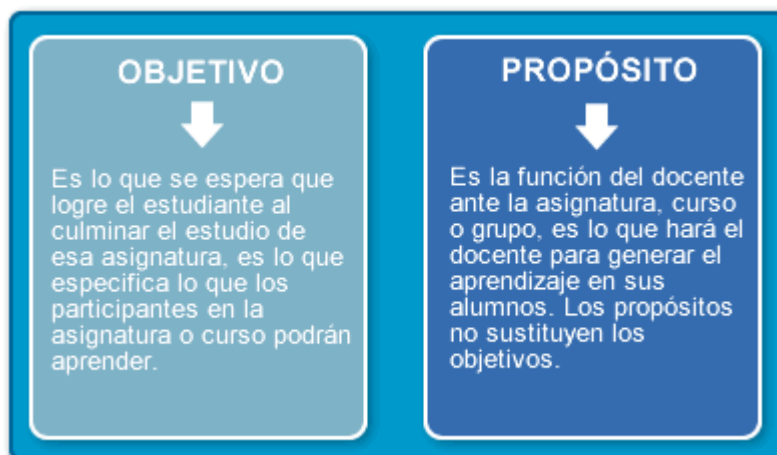 OBJETIVO
Es lo que se espera que
logre el estudiante al
culminar el estudio de
esa asignatura, es lo que
especifica lo que los
participantes en la
asignatura o curso podrán
aprender.
PROPÓSITO
Es la función del docente
ante la asignatura, curso
o grupo, es lo que hará el
docente para generar el
aprendizaje en sus
alumnos. Los propósitos
no sustituyen los
objetivos.